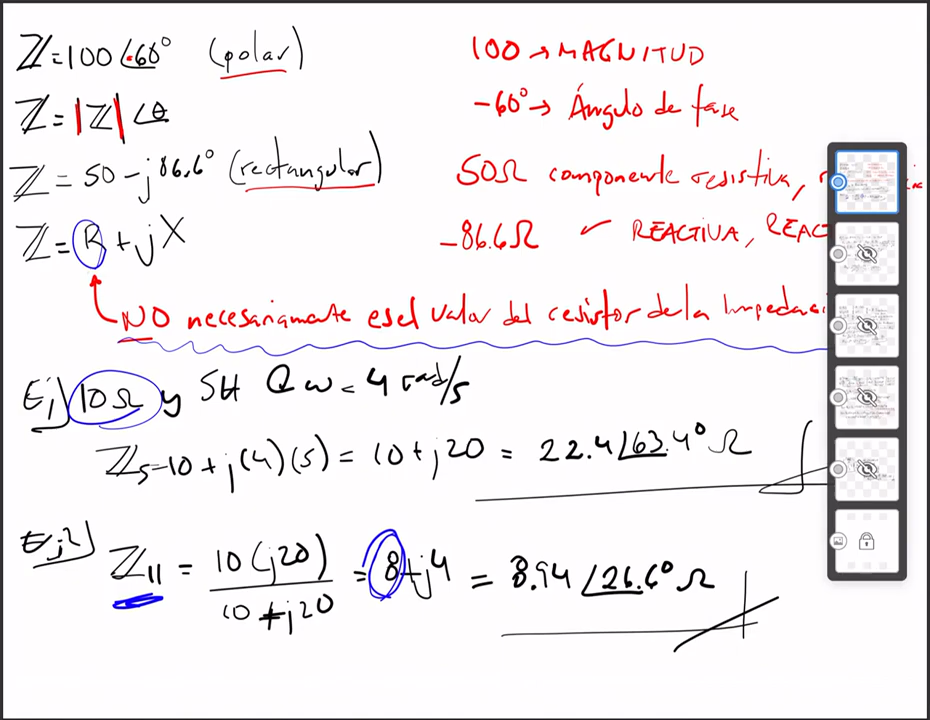 Z=100∠-60° (polar)
100 → MAGNITUD
Z=|Z|∠θ
-60° → Ángulo de fase
Z = 50 - j86.6° (rectangular)
50Ω componente resistiva,
Z = R + jX
-86.6Ω ✓ REACTIVA, REACT
NO necesariamente es el valor del resistor de la Impedanci
Ej) 10Ω y 5H @ w = 4 rad/s
Zs=10+j(4)(5) = 10+j20 = 22.4∠63.4° Ω
Ej2)
Z11 = 10(j20) / 10+j20 = 8+j4 = 8.94∠26.6° Ω